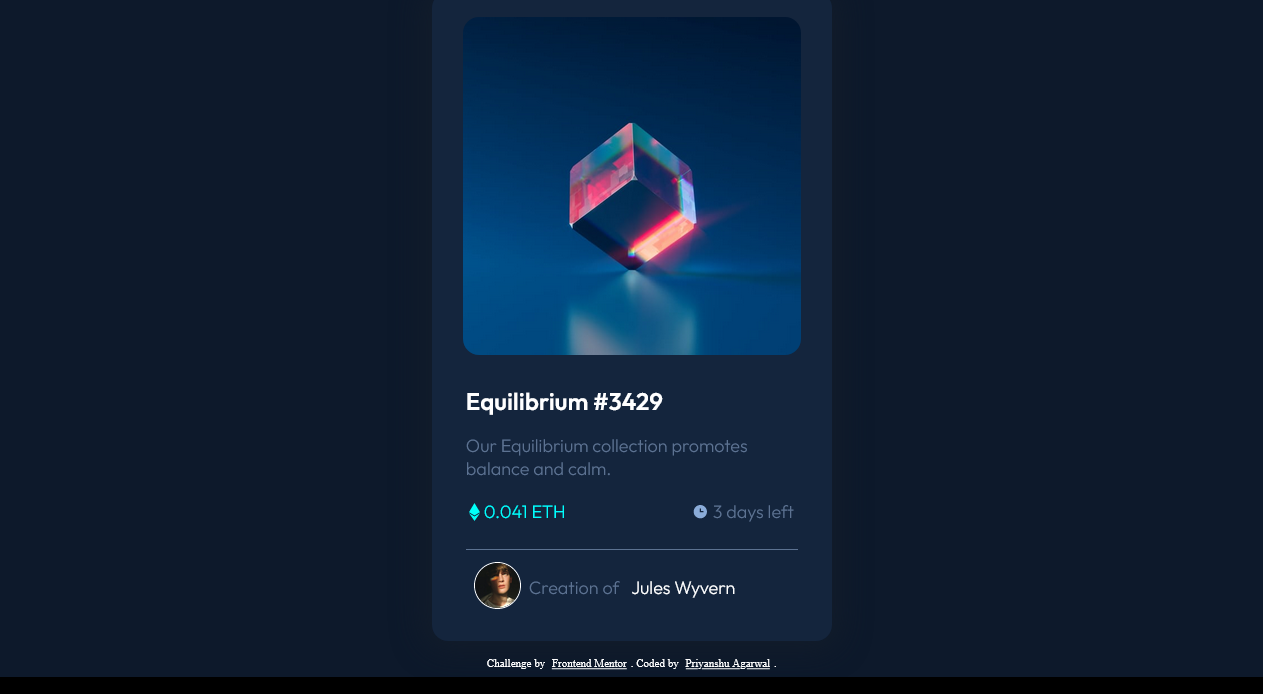 Equilibrium #3429
Our Equilibrium collection promotes
balance and calm.
0.041 ETH 3 days left
Creation of Jules Wyvern
Challenge by Frontend Mentor . Coded by Priyanshu Agarwal .